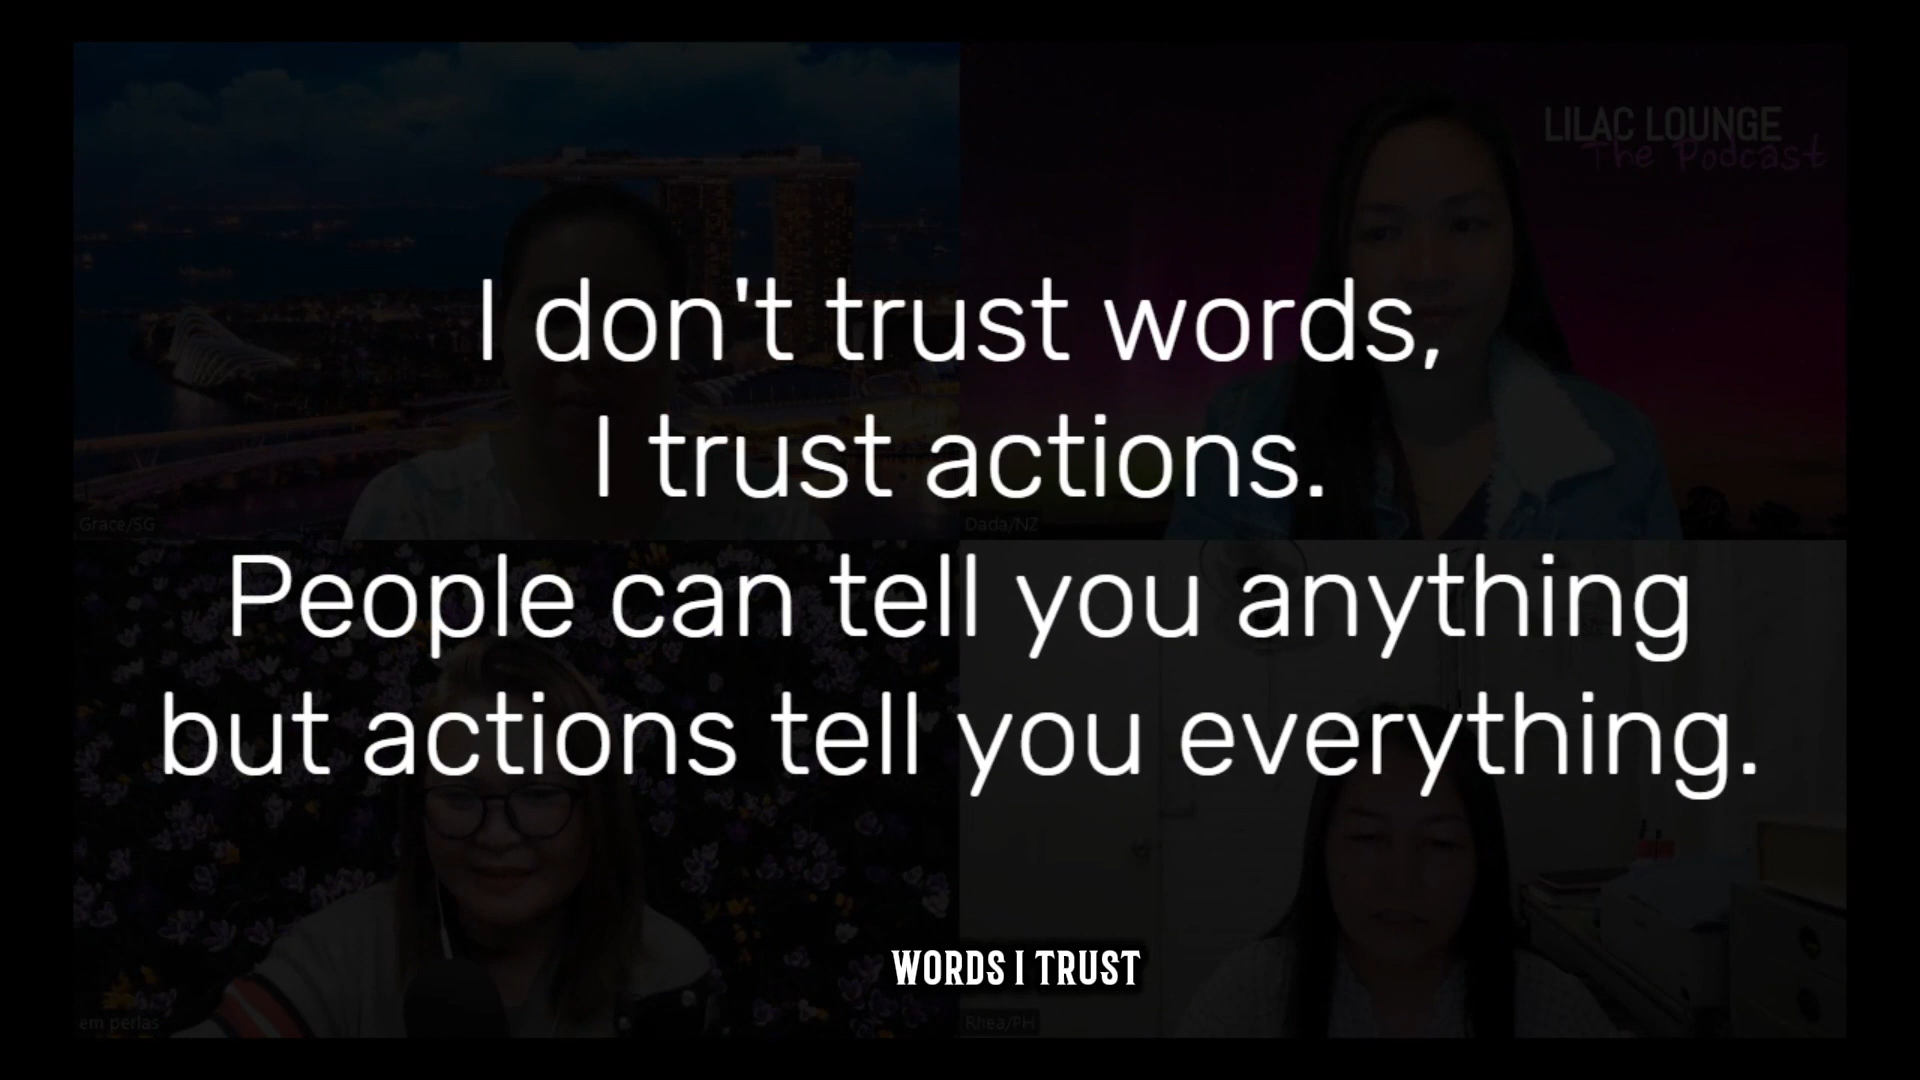 LILAC LOUNGE
The Podcast
I don't trust words,
I trust actions.
Grace/SG
Dada/NZ
People can tell you anything
but actions tell you everything.
WORDS I TRUST
em perlas
Rhea/PH